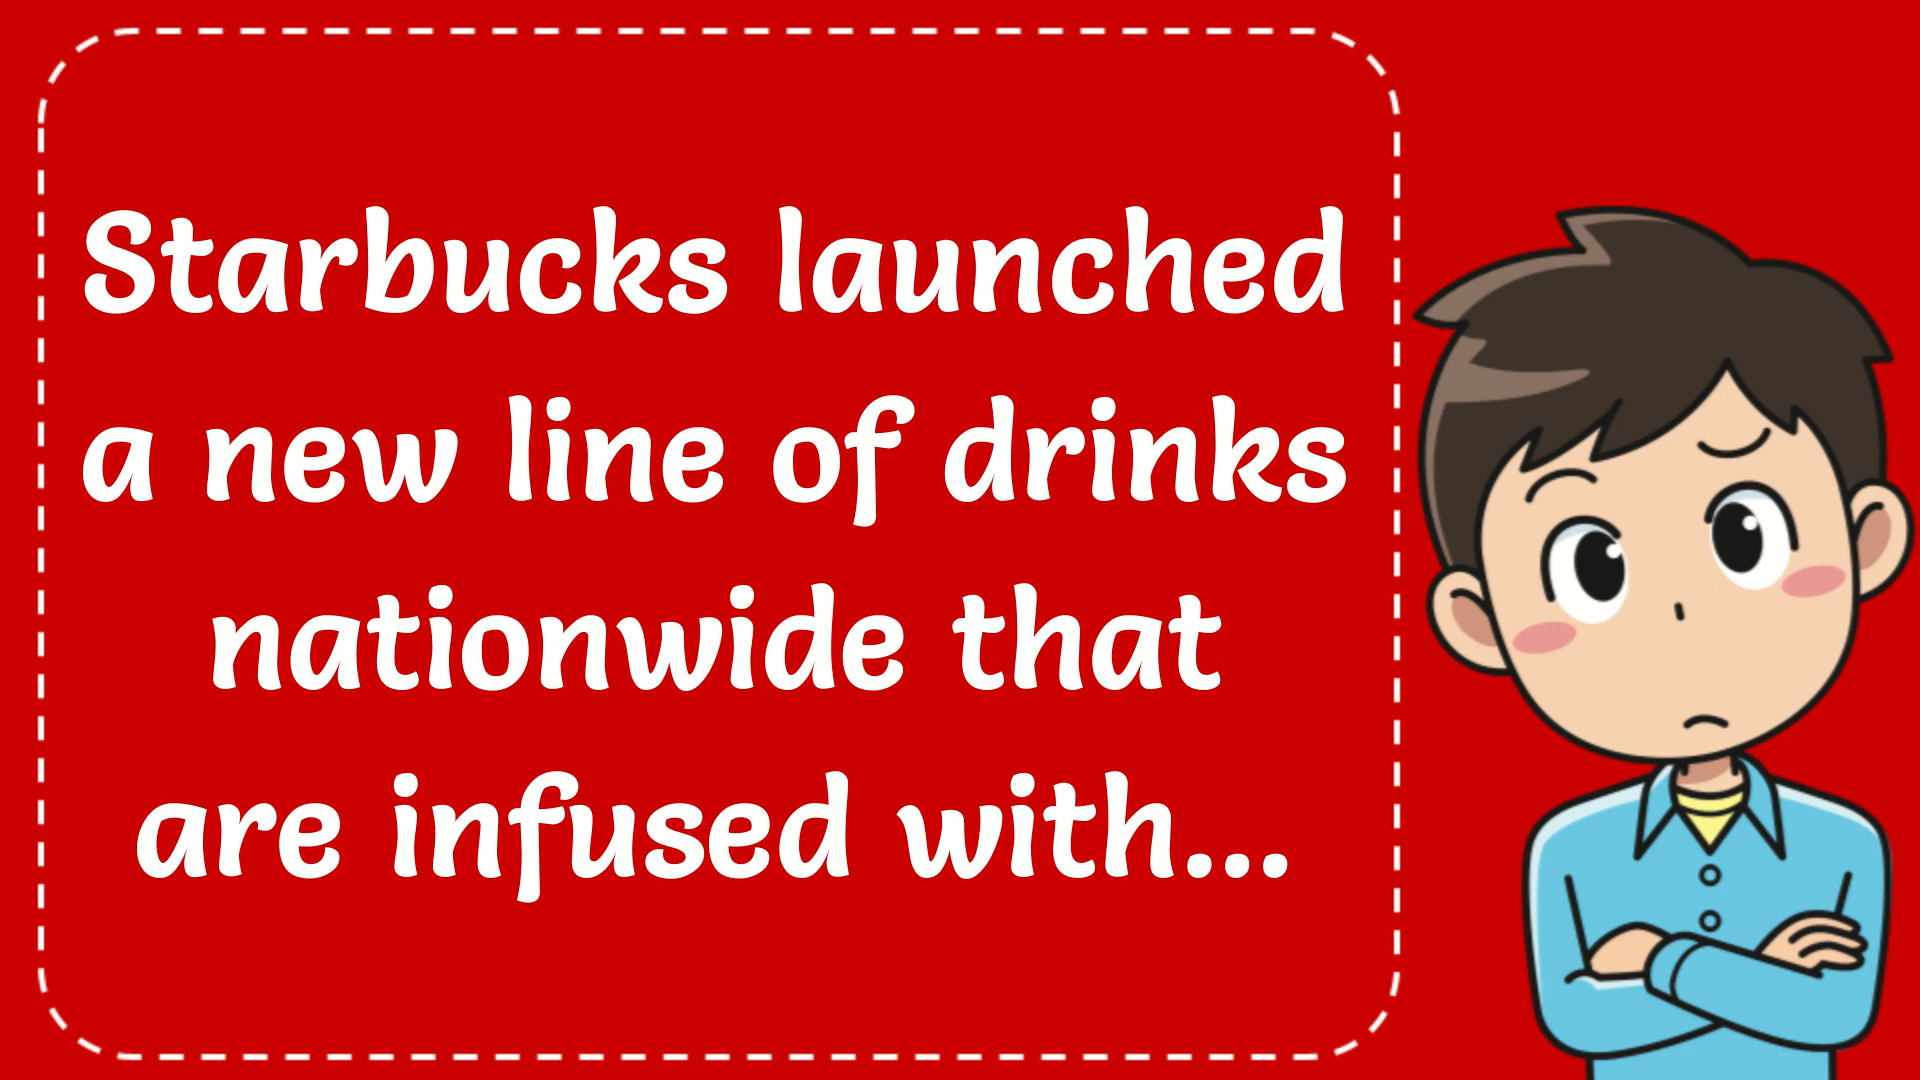 Starbucks launched
a new line of drinks
nationwide that
are infused with...